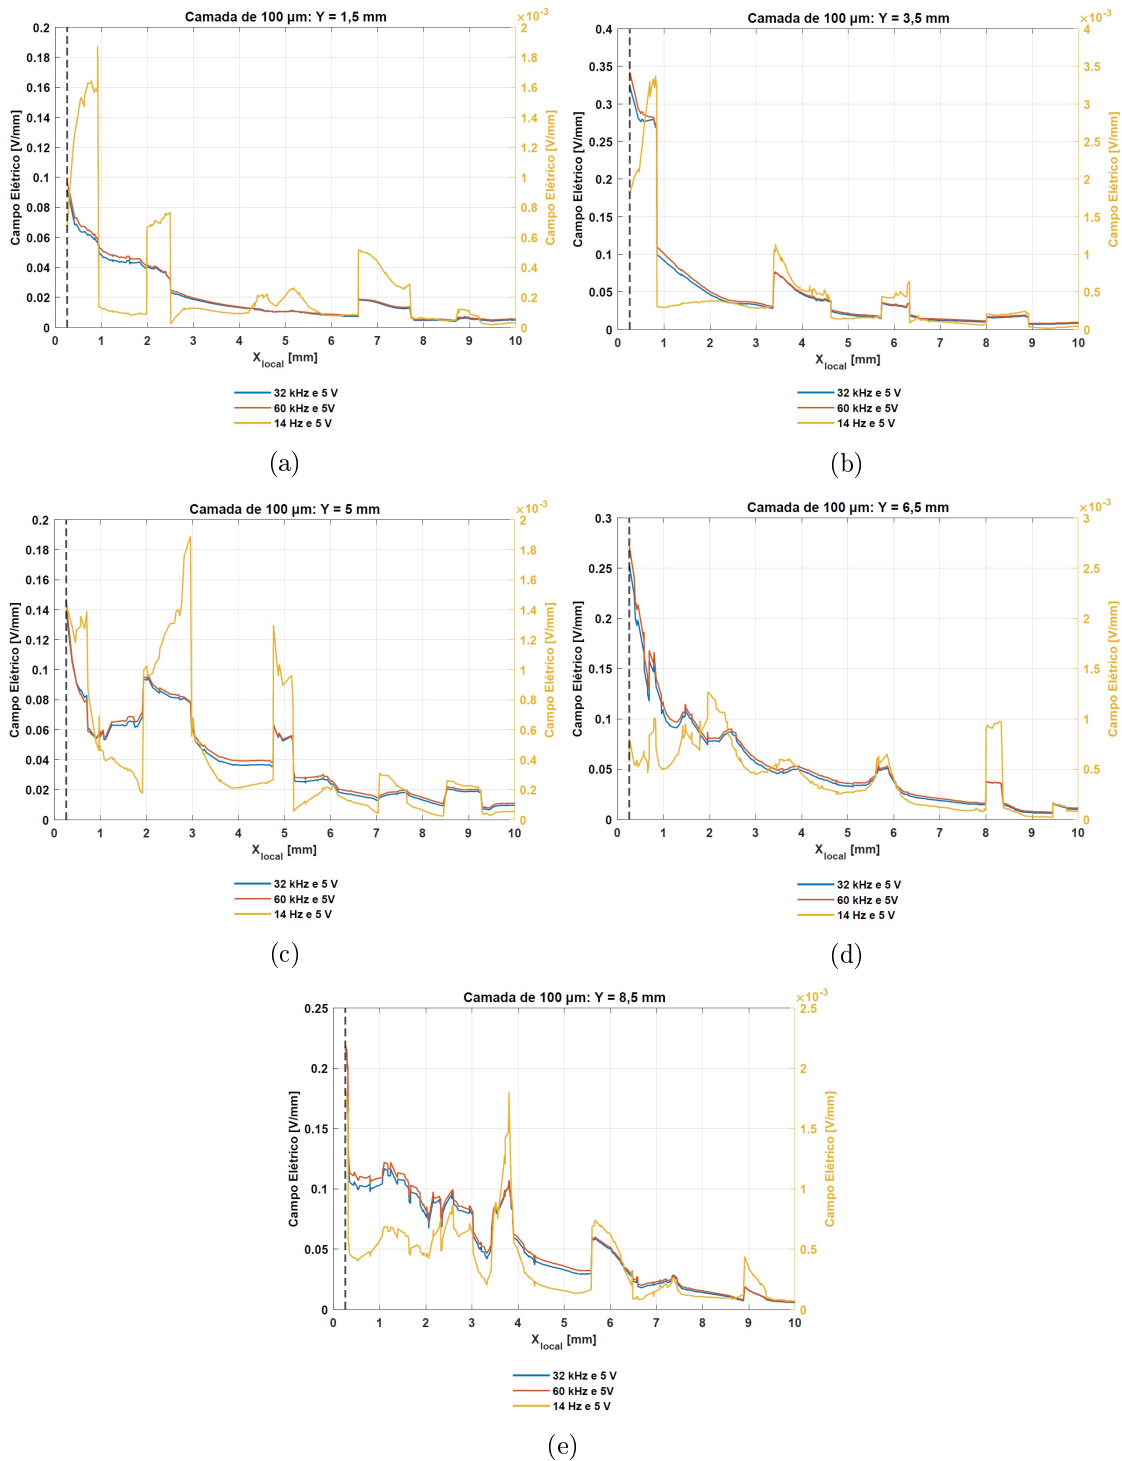 Camada de 100 µm: Y = 1,5 mm
×10⁻³
0.2
0.18
0.16
0.14
0.12
0.1
0.08
0.06
0.04
0.02
0
Campo Elétrico [V/mm]
2
1.8
1.6
1.4
1.2
1
0.8
0.6
0.4
0.2
0
Campo Elétrico [V/mm]
0 1 2 3 4 5 6 7 8 9 10
X_local [mm]
32 kHz e 5 V
60 kHz e 5V
14 Hz e 5 V
(a)
Camada de 100 µm: Y = 3,5 mm
×10⁻³
0.4
0.35
0.3
0.25
0.2
0.15
0.1
0.05
0
Campo Elétrico [V/mm]
4
3.5
3
2.5
2
1.5
1
0.5
0
Campo Elétrico [V/mm]
0 1 2 3 4 5 6 7 8 9 10
X_local [mm]
32 kHz e 5 V
60 kHz e 5V
14 Hz e 5 V
(b)
Camada de 100 µm: Y = 5 mm
×10⁻³
0.2
0.18
0.16
0.14
0.12
0.1
0.08
0.06
0.04
0.02
0
Campo Elétrico [V/mm]
2
1.8
1.6
1.4
1.2
1
0.8
0.6
0.4
0.2
0
Campo Elétrico [V/mm]
0 1 2 3 4 5 6 7 8 9 10
X_local [mm]
32 kHz e 5 V
60 kHz e 5V
14 Hz e 5 V
(c)
Camada de 100 µm: Y = 6,5 mm
×10⁻³
0.3
0.25
0.2
0.15
0.1
0.05
0
Campo Elétrico [V/mm]
3
2.5
2
1.5
1
0.5
0
Campo Elétrico [V/mm]
0 1 2 3 4 5 6 7 8 9 10
X_local [mm]
32 kHz e 5 V
60 kHz e 5V
14 Hz e 5 V
(d)
Camada de 100 µm: Y = 8,5 mm
×10⁻³
0.25
0.2
0.15
0.1
0.05
0
Campo Elétrico [V/mm]
2.5
2
1.5
1
0.5
0
Campo Elétrico [V/mm]
0 1 2 3 4 5 6 7 8 9 10
X_local [mm]
32 kHz e 5 V
60 kHz e 5V
14 Hz e 5 V
(e)